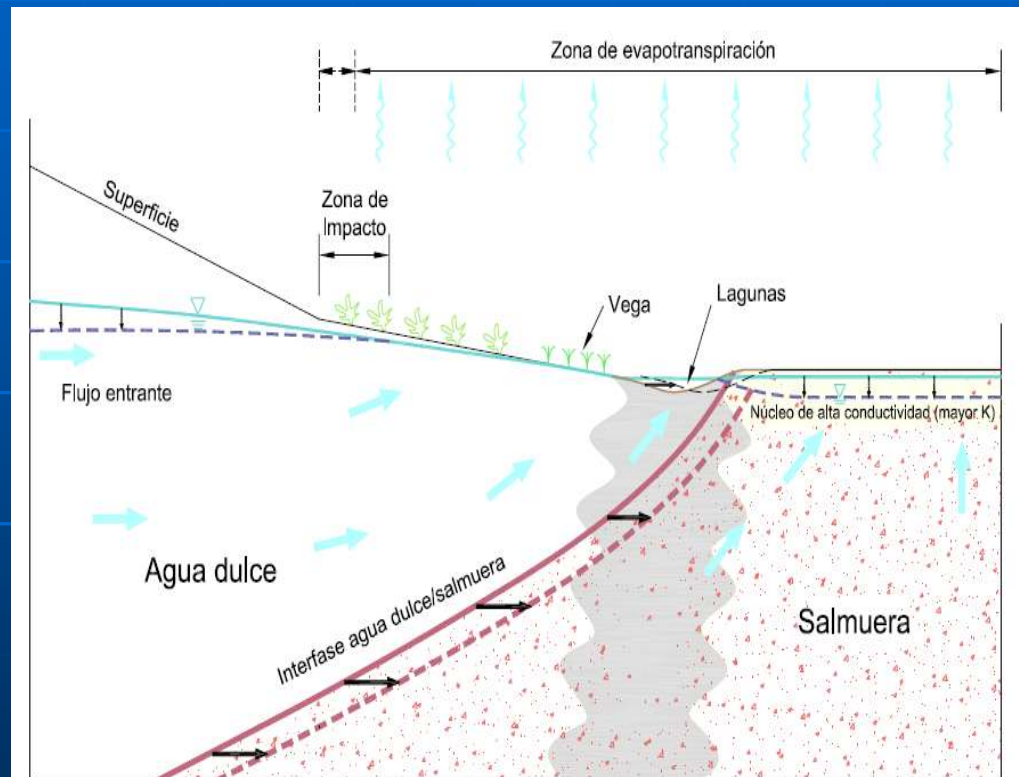 Zona de evapotranspiración
Superficie
Zona de
Impacto
Vega
Lagunas
Flujo entrante
Núcleo de alta conductividad (mayor K)
Agua dulce
Interfase agua dulce/salmuera
Salmuera